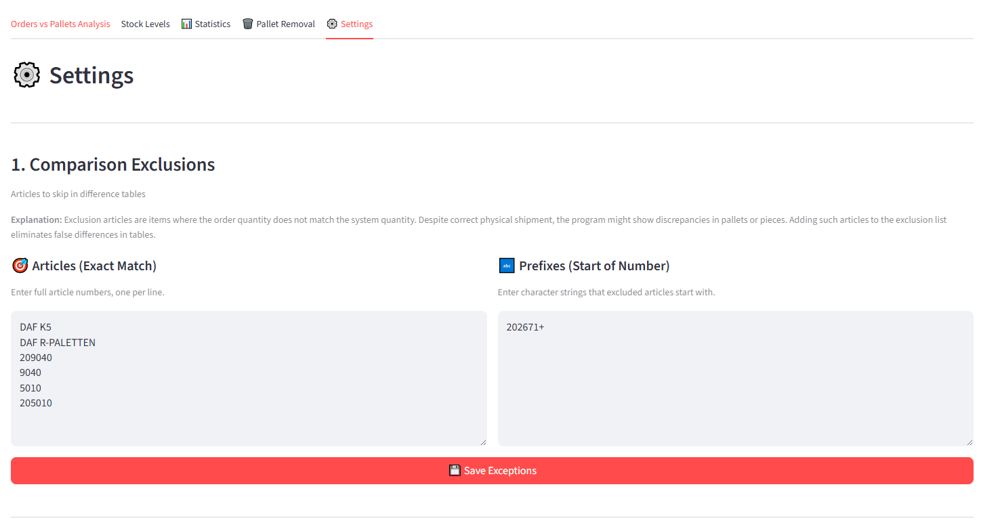 Orders vs Pallets Analysis Stock Levels Statistics Pallet Removal Settings
Settings
1. Comparison Exclusions
Articles to skip in difference tables
Explanation: Exclusion articles are items where the order quantity does not match the system quantity. Despite correct physical shipment, the program might show discrepancies in pallets or pieces. Adding such articles to the exclusion list
eliminates false differences in tables.
Articles (Exact Match)
Enter full article numbers, one per line.
DAF K5
DAF R-PALETTEN
209040
9040
5010
205010
abc Prefixes (Start of Number)
Enter character strings that excluded articles start with.
202671+
Save Exceptions